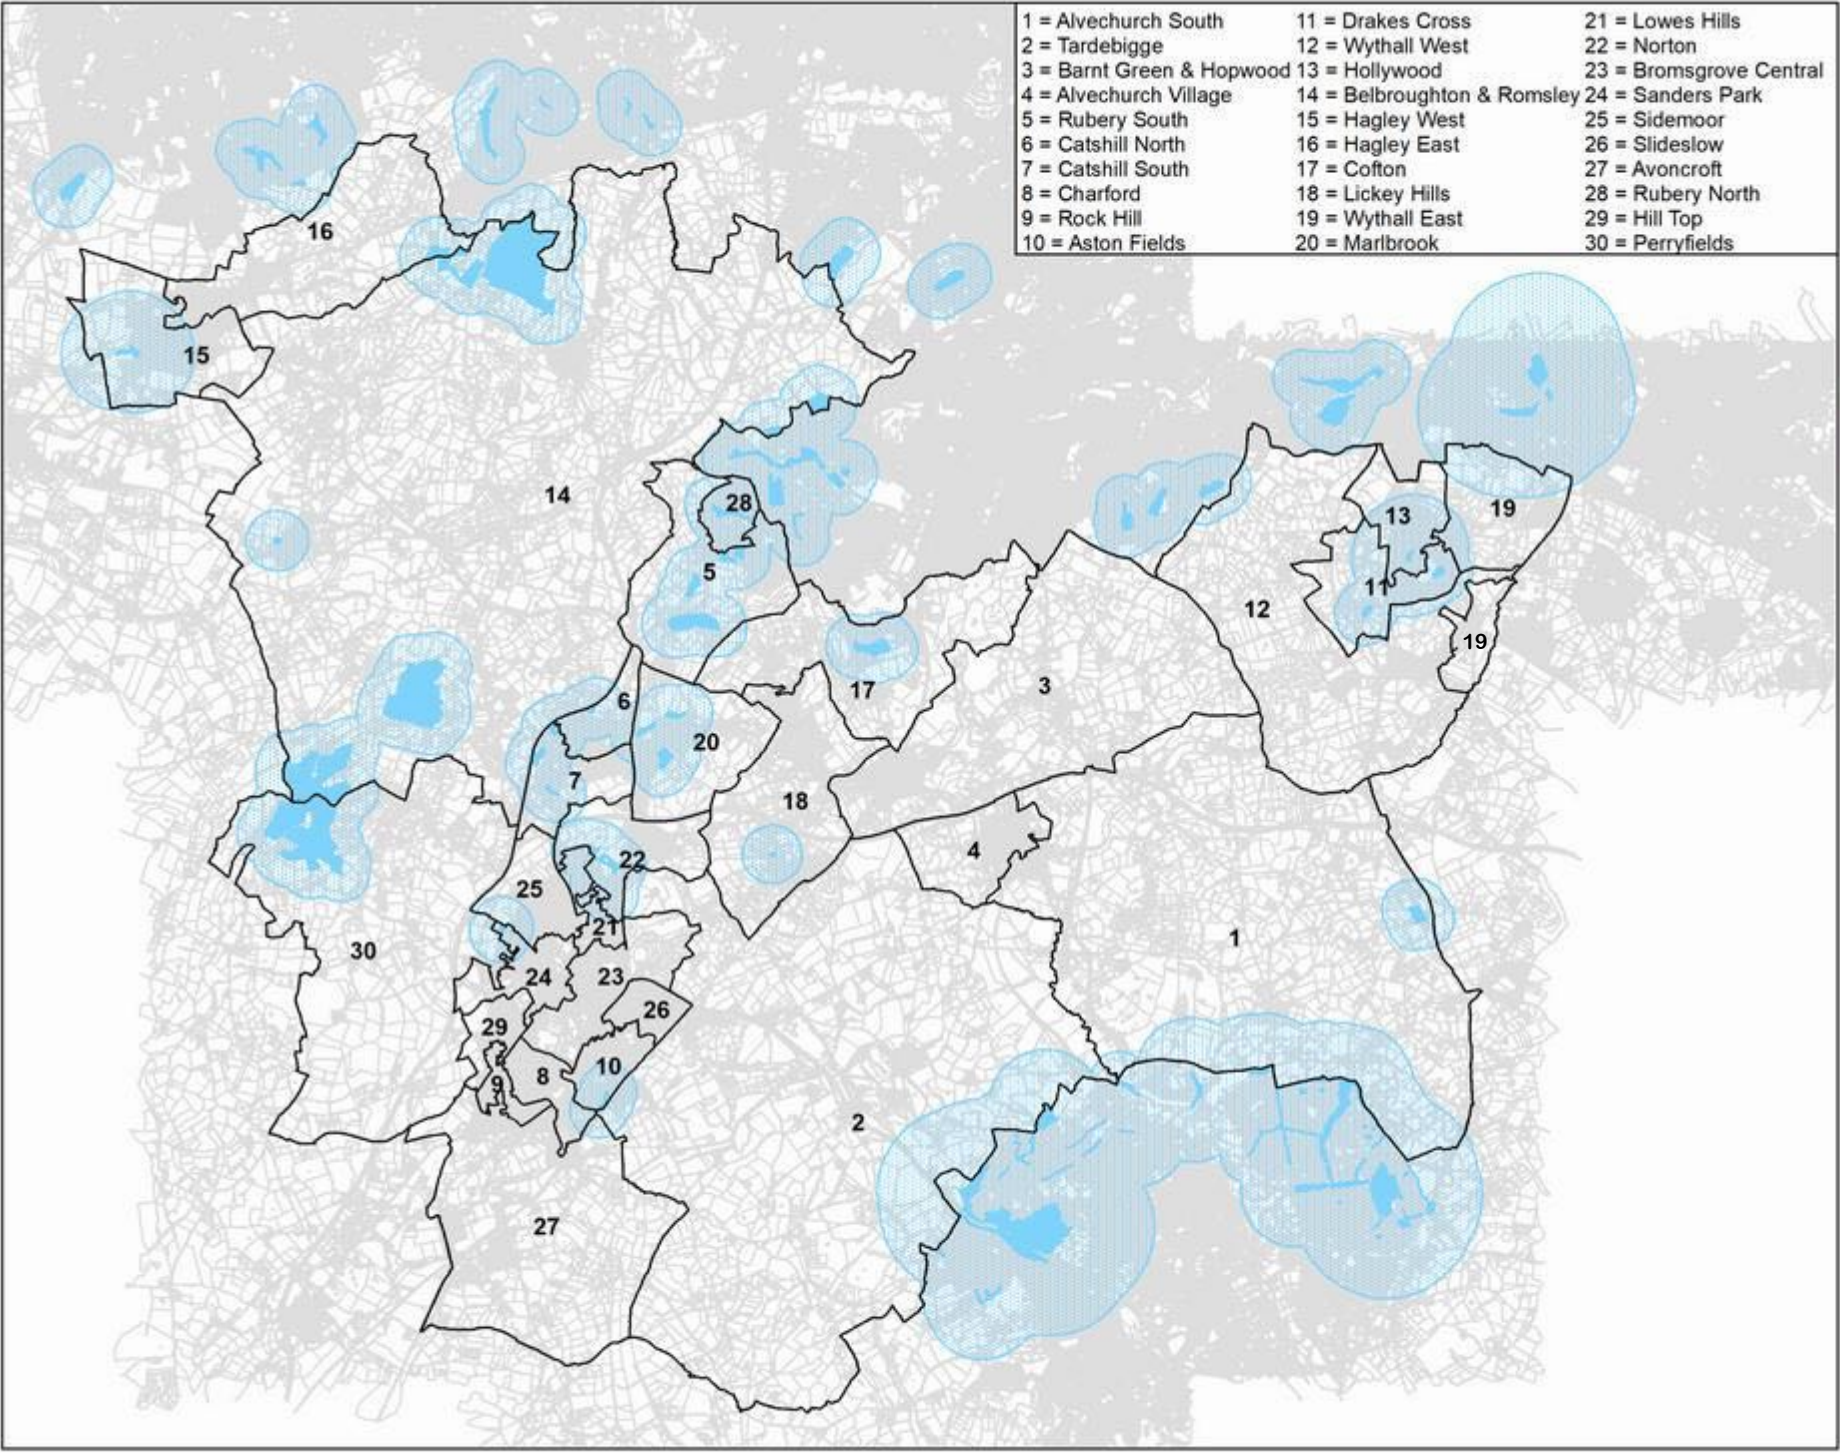 1 = Alvechurch South
2 = Tardebigge
3 = Barnt Green & Hopwood
4 = Alvechurch Village
5 = Rubery South
6 = Catshill North
7 = Catshill South
8 = Charford
9 = Rock Hill
10 = Aston Fields
11 = Drakes Cross
12 = Wythall West
13 = Hollywood
14 = Belbroughton & Romsley
15 = Hagley West
16 = Hagley East
17 = Cofton
18 = Lickey Hills
19 = Wythall East
20 = Marlbrook
21 = Lowes Hills
22 = Norton
23 = Bromsgrove Central
24 = Sanders Park
25 = Sidemoor
26 = Slideslow
27 = Avoncroft
28 = Rubery North
29 = Hill Top
30 = Perryfields
16
15
14
28
13
19
5
11
12
19
6
17
3
20
7
18
4
22
25
21
30
24
23
1
26
29
10
8
9
2
27